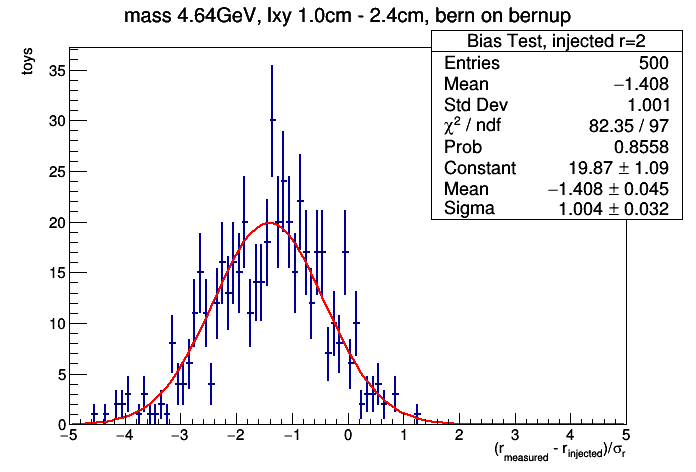 mass 4.64GeV, lxy 1.0cm - 2.4cm, bern on bernup
Bias Test, injected r=2
Entries 500
Mean −1.408
Std Dev 1.001
χ² / ndf 82.35 / 97
Prob 0.8558
Constant 19.87 ± 1.09
Mean −1.408 ± 0.045
Sigma 1.004 ± 0.032
toys
35
30
25
20
15
10
5
0
−5 −4 −3 −2 −1 0 1 2 3 4 5
(r_measured - r_injected)/σ_r